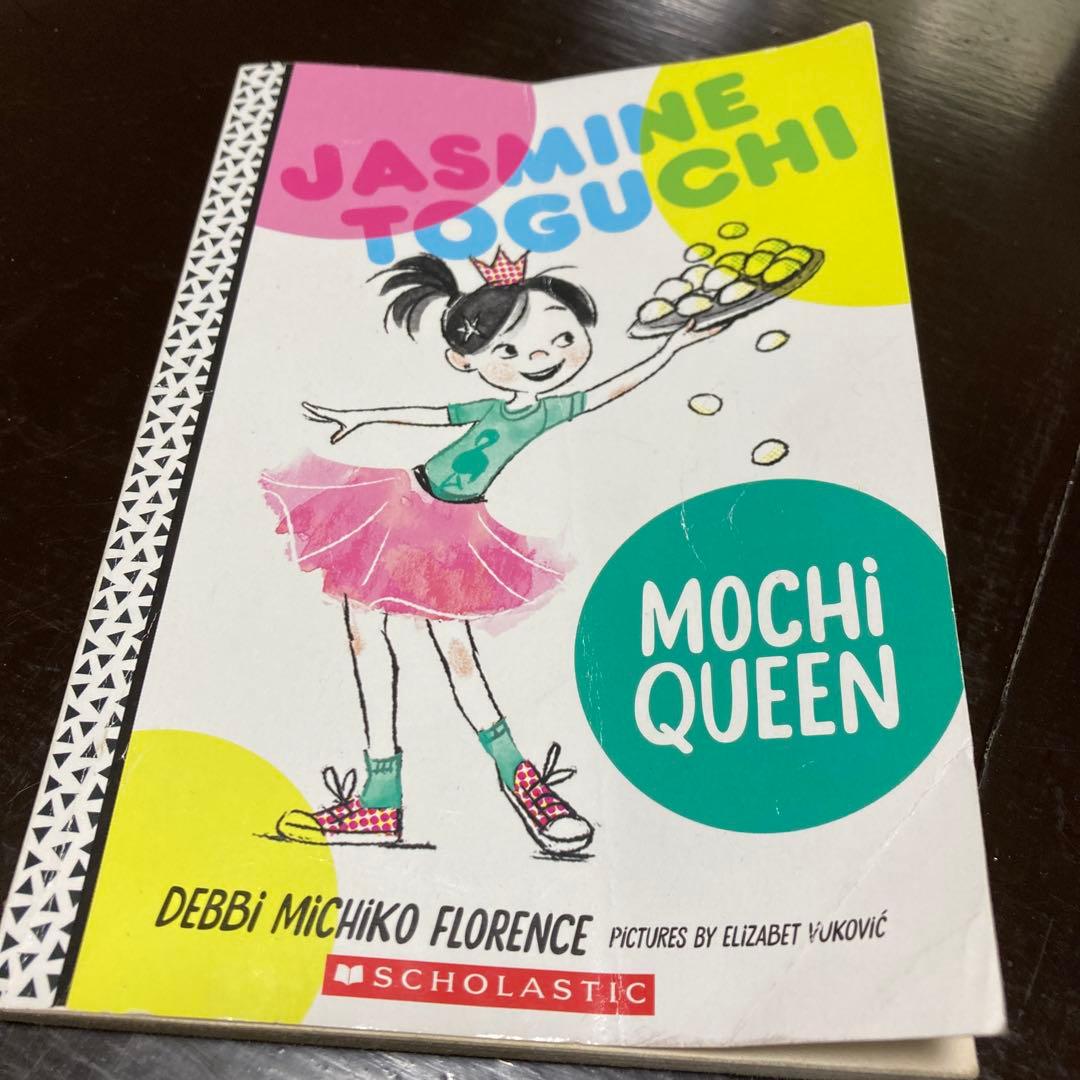 JASMINE
TOGUCHI
MOCHi
QUEEN
DEBBi MiCHiKO FLORENCE
PiCTURES BY ELiZABET VUKOVIĆ
SCHOLASTIC